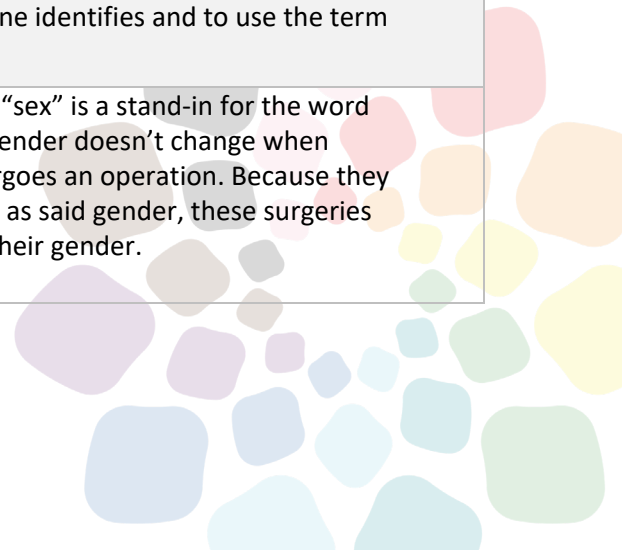 ne identifies and to use the term
“sex” is a stand-in for the word
ender doesn’t change when
rgoes an operation. Because they
as said gender, these surgeries
heir gender.